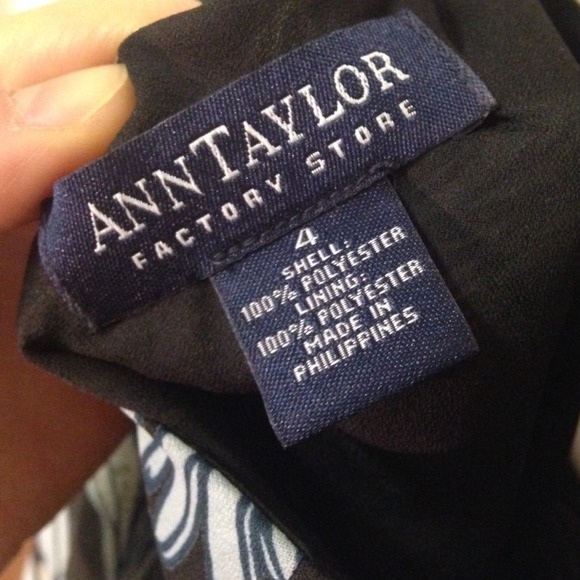 ANNTAYLOR
FACTORY STORE
4
SHELL:
100% POLYESTER
LINING:
100% POLYESTER
MADE IN
PHILIPPINES